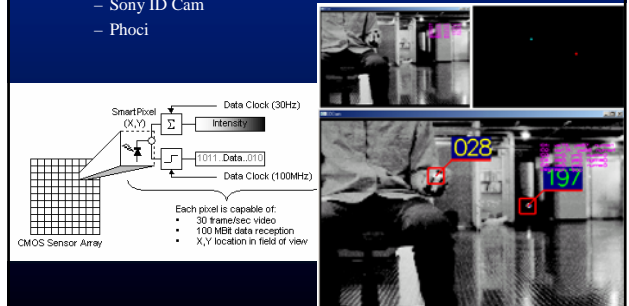 – Sony ID Cam
– Phoci
SmartPixel
(X,Y)
Data Clock (30Hz)
Σ
Intensity
1011..Data..010
Data Clock (100MHz)
CMOS Sensor Array
Each pixel is capable of:
• 30 frame/sec video
• 100 MBit data reception
• X,Y location in field of view
028
197